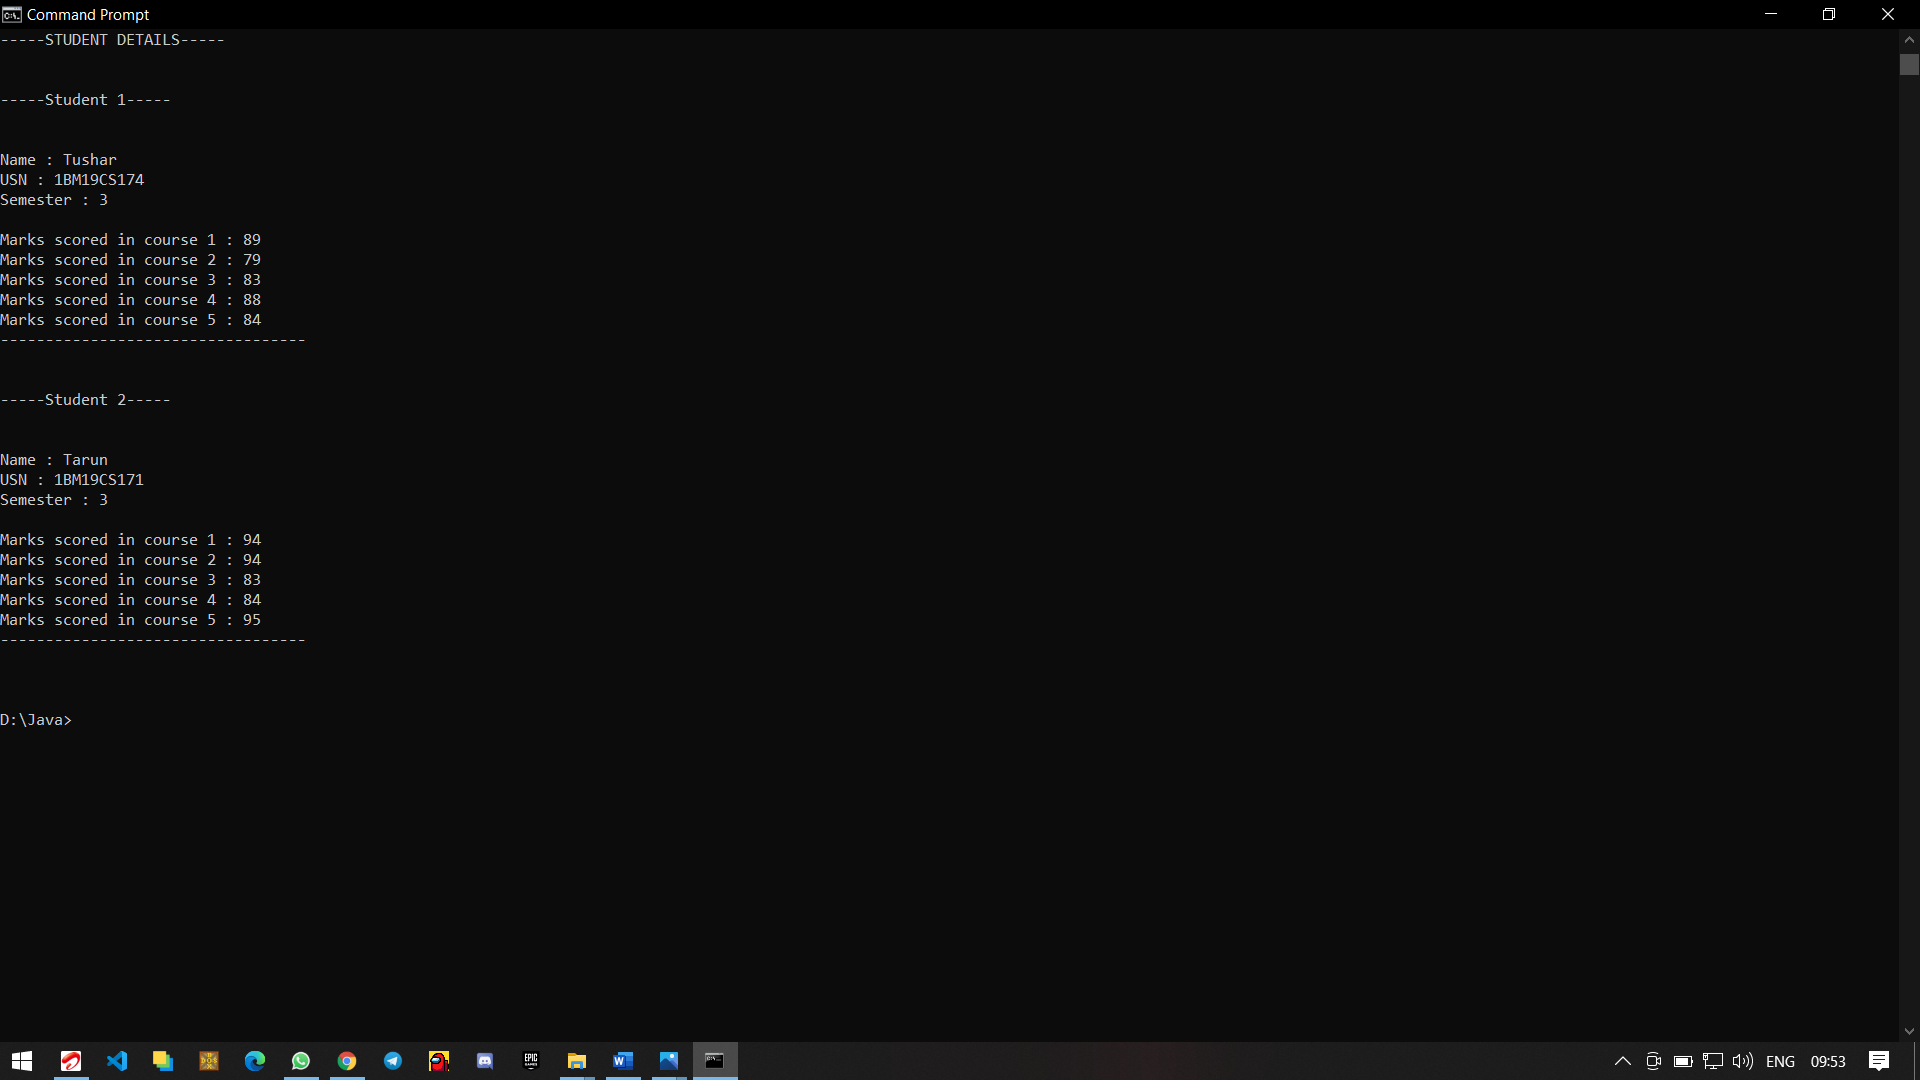 Command Prompt
-----STUDENT DETAILS-----
-----Student 1-----
Name : Tushar
USN : 1BM19CS174
Semester : 3
Marks scored in course 1 : 89
Marks scored in course 2 : 79
Marks scored in course 3 : 83
Marks scored in course 4 : 88
Marks scored in course 5 : 84
----------------------------------
-----Student 2-----
Name : Tarun
USN : 1BM19CS171
Semester : 3
Marks scored in course 1 : 94
Marks scored in course 2 : 94
Marks scored in course 3 : 83
Marks scored in course 4 : 84
Marks scored in course 5 : 95
----------------------------------
D:\Java>
EPIC GAMES
ENG 09:53